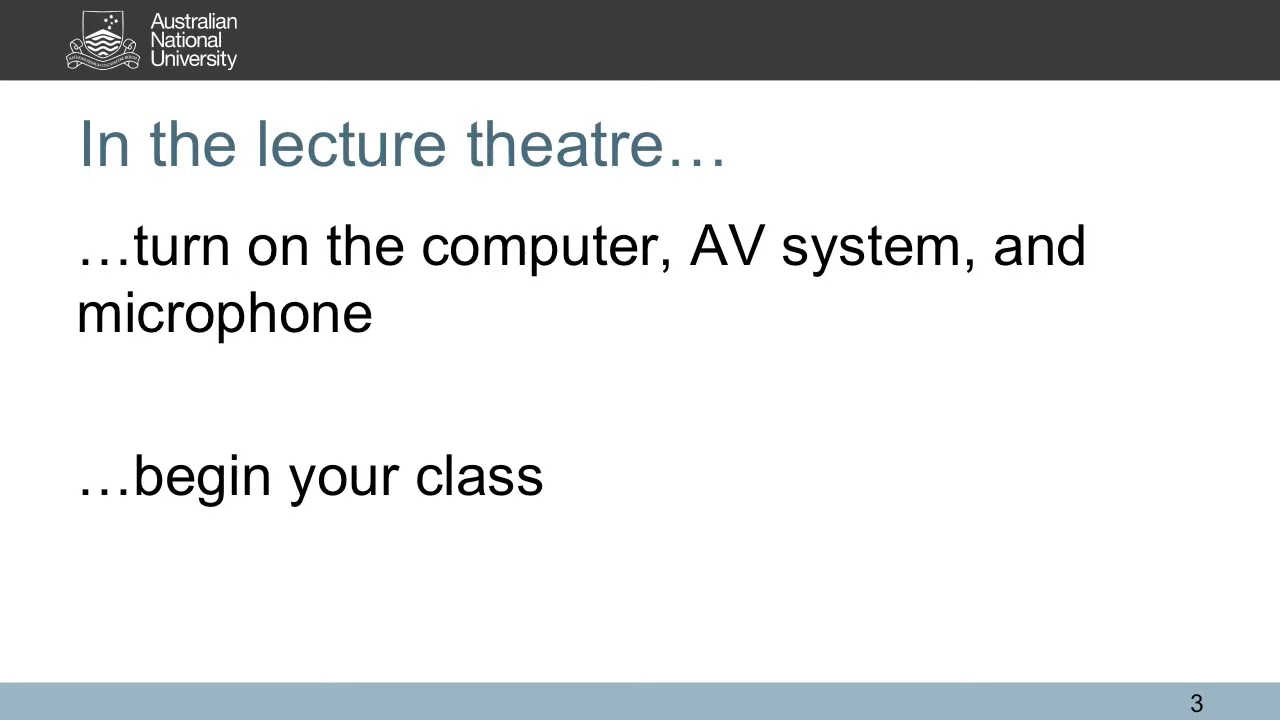 Australian
National
University
In the lecture theatre…
…turn on the computer, AV system, and
microphone
…begin your class
3